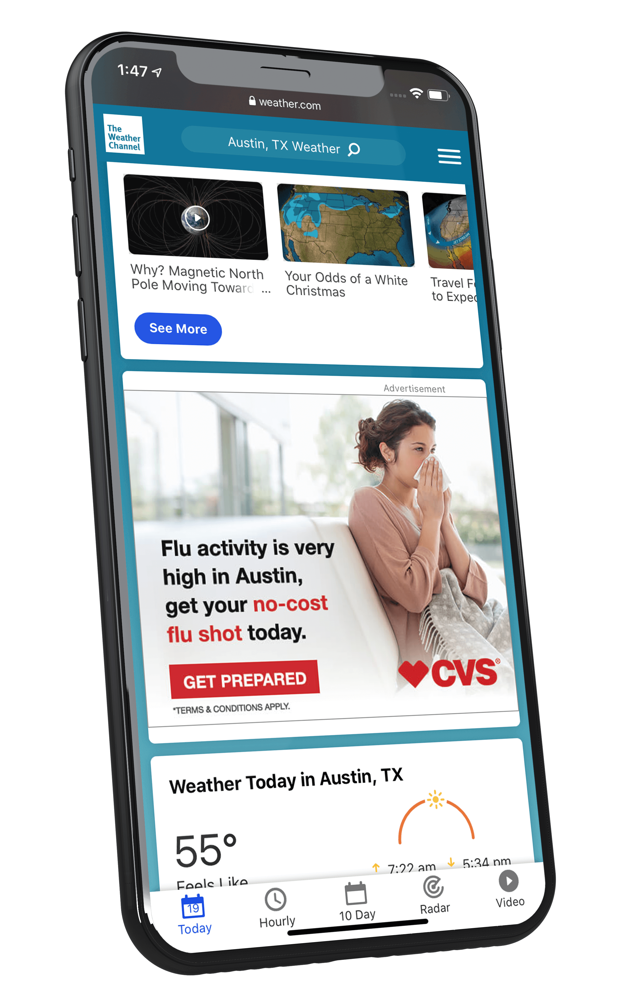 1:47
weather.com
The
Weather
Channel
Austin, TX Weather
JET STREAM
Why? Magnetic North
Pole Moving Toward ...
Your Odds of a White
Christmas
Travel
to
See More
Advertisement
Flu activity is very
high in Austin,
get your no-cost
flu shot today.
GET PREPARED
CVS®
*TERMS & CONDITIONS APPLY.
Weather Today in Austin, TX
55°
7:22 am
5:34 pm
Feels Like
19
Today
Hourly
10 Day
Radar
Video